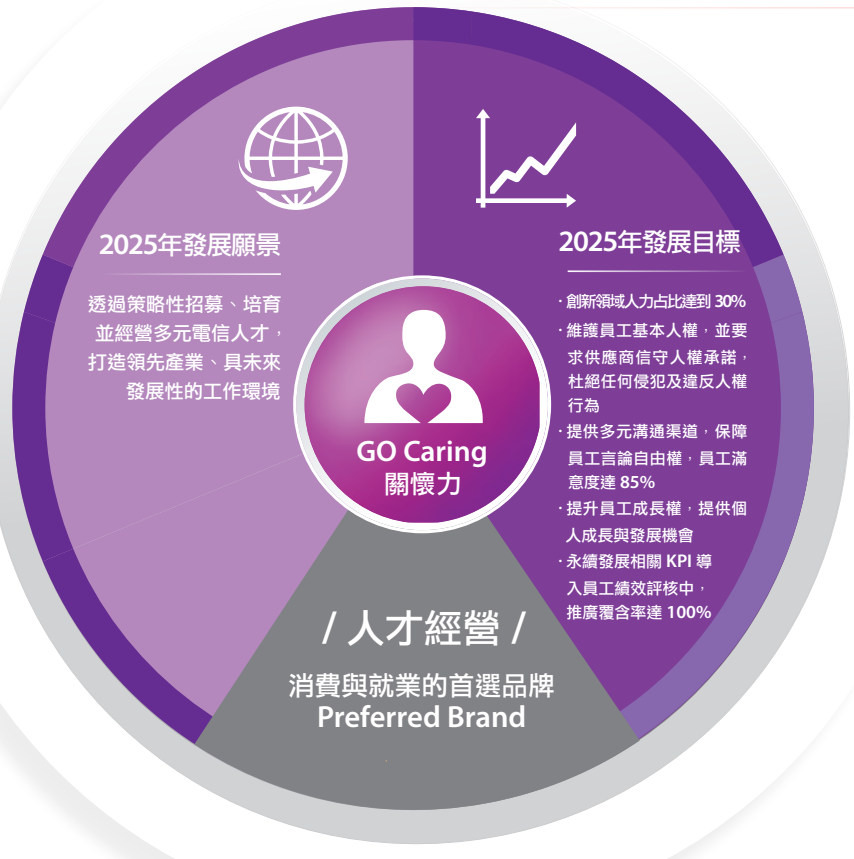 2025年發展願景
透過策略性招募、培育
並經營多元電信人才，
打造領先產業、具未來
發展性的工作環境
2025年發展目標
·創新領域人力占比達到 30%
·維護員工基本人權，並要
求供應商信守人權承諾，
杜絕任何侵犯及違反人權
行為
·提供多元溝通渠道，保障
員工言論自由權，員工滿
意度達 85%
·提升員工成長權，提供個
人成長與發展機會
·永續發展相關 KPI 導
入員工績效評核中，
推廣覆含率達 100%
GO Caring
關懷力
/ 人才經營 /
消費與就業的首選品牌
Preferred Brand